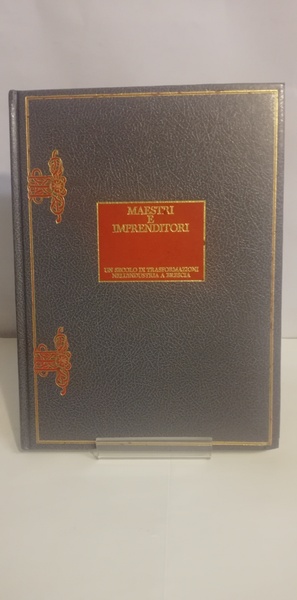 MAESTRI
E
IMPRENDITORI
UN SECOLO DI TRASFORMAZIONI
NELL'INDUSTRIA A BRESCIA